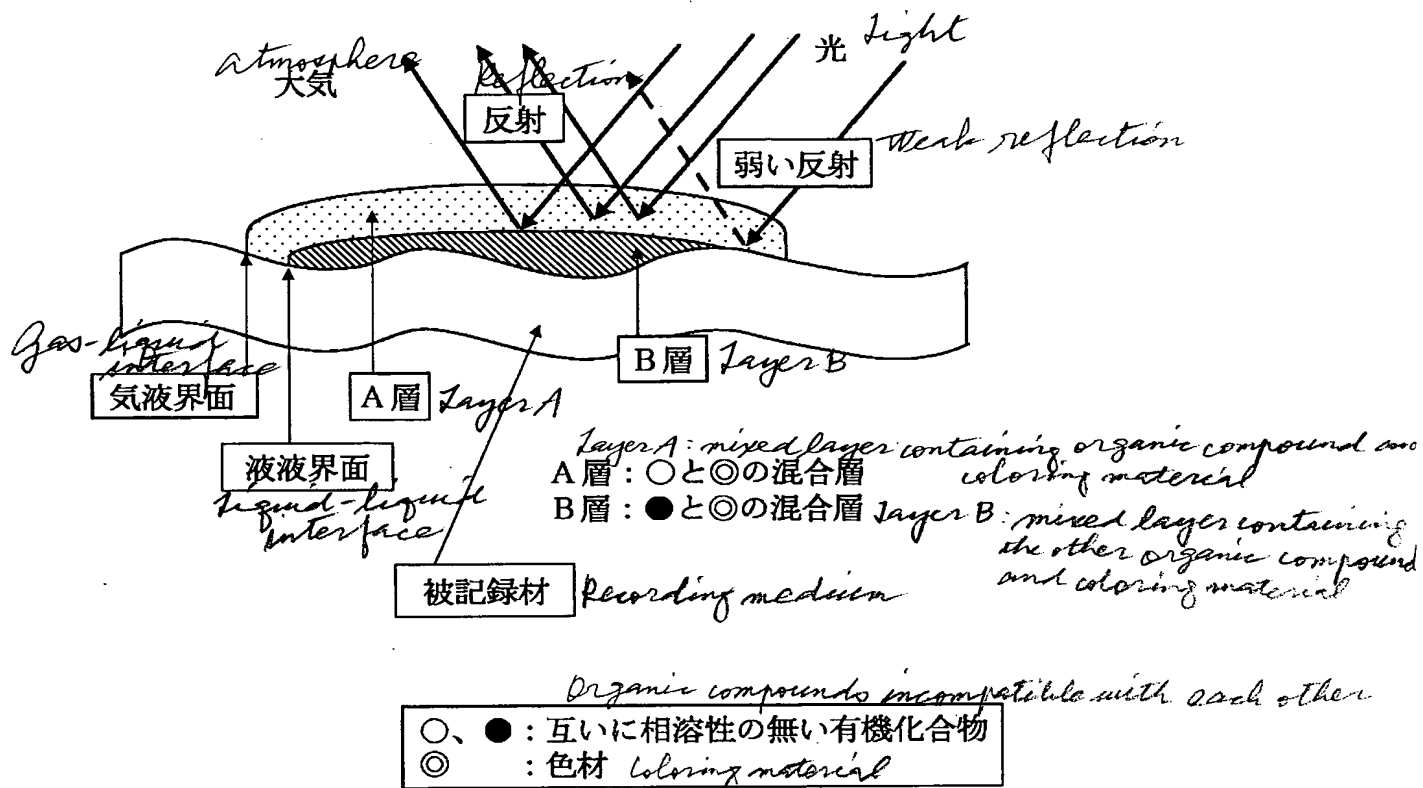 atmosphere
大気
Reflection
反射
光 Light
弱い反射 Weak reflection
Gas-liquid
interface
気液界面
A層 Layer A
B層 Layer B
液液界面
Liquid-liquid
interface
Layer A: mixed layer containing organic compound and
A層：○と◎の混合層 coloring material
B層：●と◎の混合層 Layer B: mixed layer containing
the other organic compound
and coloring material
被記録材 Recording medium
Organic compounds incompatible with each other
○、●：互いに相溶性の無い有機化合物
◎　：色材 Coloring material